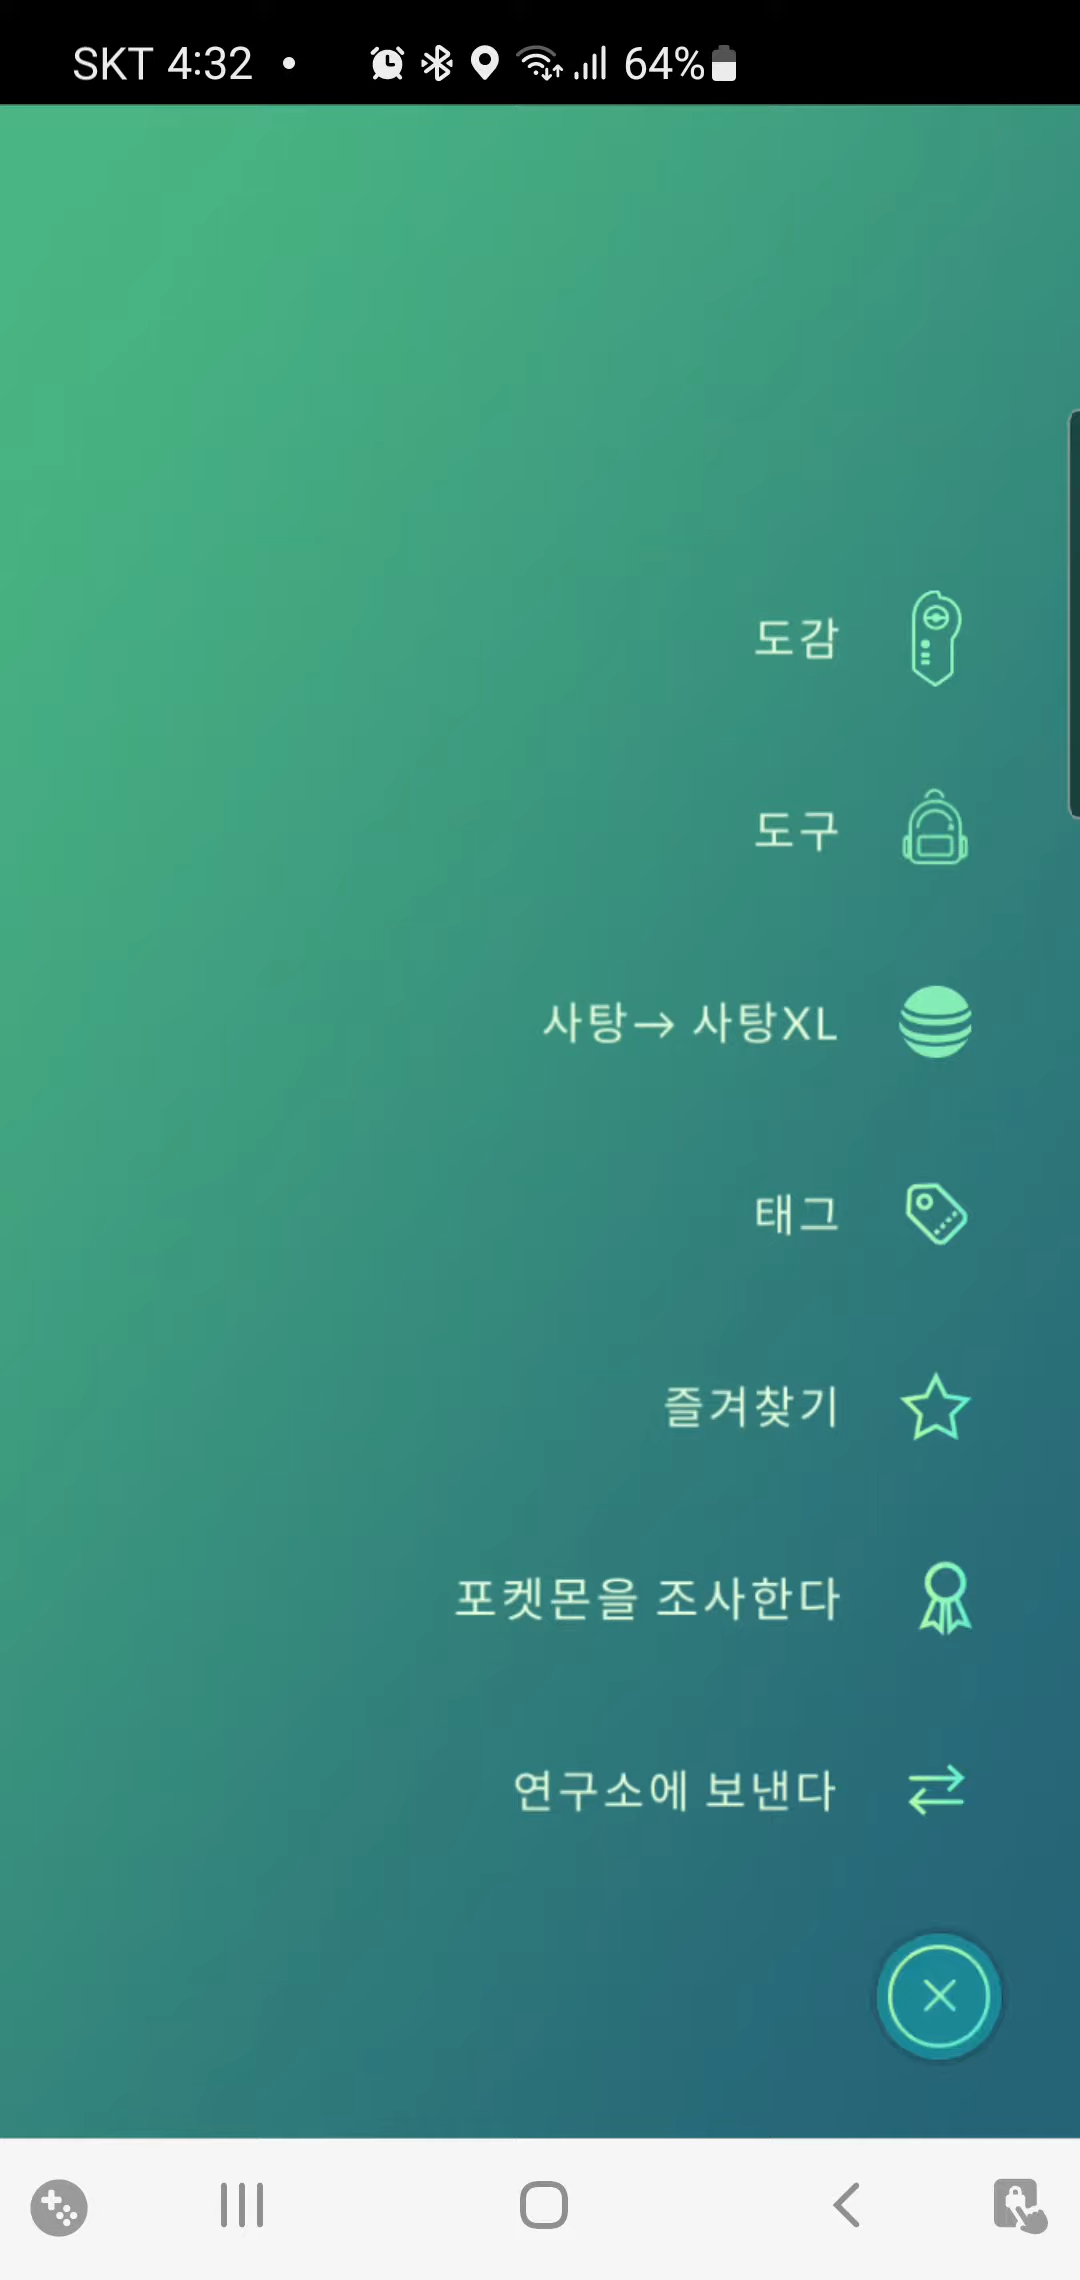 SKT 4:32 • 64%
도감
도구
사탕→ 사탕XL
태그
즐겨찾기
포켓몬을 조사한다
연구소에 보낸다